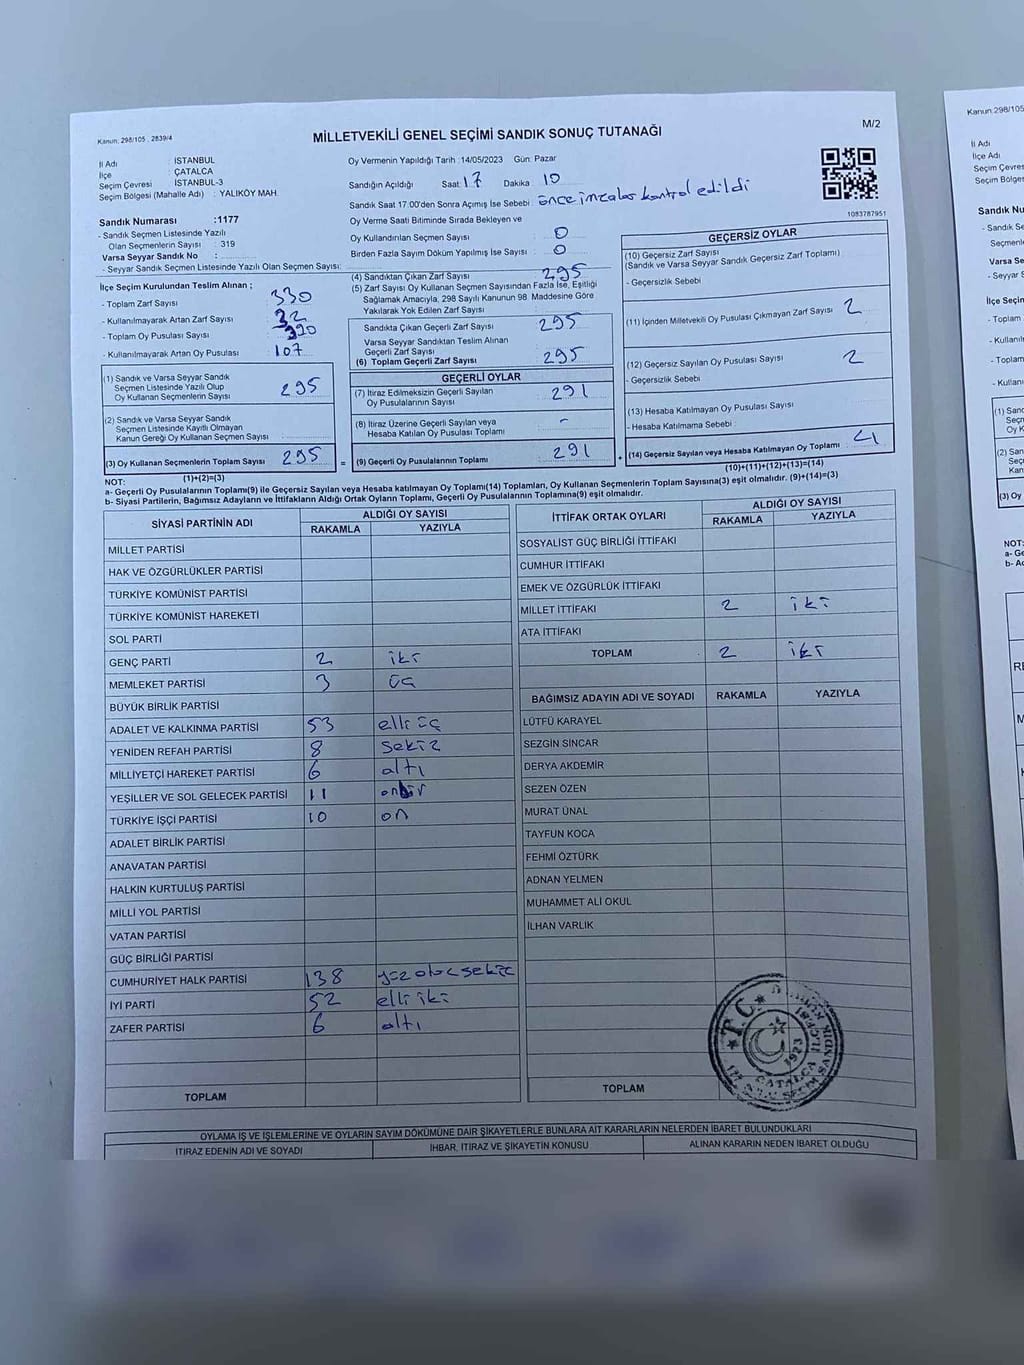 Kanun: 298/105 , 2839/4
MİLLETVEKİLİ GENEL SEÇİMİ SANDIK SONUÇ TUTANAĞI
M/2
İl Adı : İSTANBUL
İlçe : ÇATALCA
Seçim Çevresi : İSTANBUL-3
Seçim Bölgesi (Mahalle Adı) : YALIKÖY MAH.
Sandık Numarası :1177
- Sandık Seçmen Listesinde Yazılı
Olan Seçmenlerin Sayısı : 319
Varsa Seyyar Sandık No :
- Seyyar Sandık Seçmen Listesinde Yazılı Olan Seçmen Sayısı:
Oy Vermenin Yapıldığı Tarih :14/05/2023 Gün: Pazar
Sandığın Açıldığı Saat: 17 Dakika: 10
Sandık Saat 17.00'den Sonra Açımış İse Sebebi : önce imzalar kontrol edildi
Oy Verme Saati Bitiminde Sırada Bekleyen ve
Oy Kullandırılan Seçmen Sayısı : 0
Birden Fazla Sayım Döküm Yapılmış İse Sayısı : 0
1083787951
İlçe Seçim Kurulundan Teslim Alınan ;
- Toplam Zarf Sayısı : 330
- Kullanılmayarak Artan Zarf Sayısı : 32
- Toplam Oy Pusulası Sayısı :
- Kullanılmayarak Artan Oy Pusulası : 107
(1) Sandık ve Varsa Seyyar Sandık
Seçmen Listesinde Yazılı Olup
Oy Kullanan Seçmenlerin Sayısı : 295
(2) Sandık ve Varsa Seyyar Sandık
Seçmen Listesinde Kayıtlı Olmayan
Kanun Gereği Oy Kullanan Seçmen Sayısı :
(3) Oy Kullanan Seçmenlerin Toplam Sayısı : 295
(4) Sandıktan Çıkan Zarf Sayısı : 295
(5) Zarf Sayısı Oy Kullanan Seçmen Sayısından Fazla İse, Eşitliği
Sağlamak Amacıyla, 298 Sayılı Kanunun 98. Maddesine Göre
Yakılarak Yok Edilen Zarf Sayısı :
Sandıkta Çıkan Geçerli Zarf Sayısı : 295
Varsa Seyyar Sandıktan Teslim Alınan
Geçerli Zarf Sayısı :
(6) Toplam Geçerli Zarf Sayısı : 295
GEÇERLİ OYLAR
(7) İtiraz Edilmeksizin Geçerli Sayılan
Oy Pusulalarının Sayısı : 291
(8) İtiraz Üzerine Geçerli Sayılan veya
Hesaba Katılan Oy Pusulası Toplamı : -
= (9) Geçerli Oy Pusulalarının Toplamı : 291 +
GEÇERSİZ OYLAR
(10) Geçersiz Zarf Sayısı
(Sandık ve Varsa Seyyar Sandık Geçersiz Zarf Toplamı) :
- Geçersizlik Sebebi :
(11) İçinden Milletvekili Oy Pusulası Çıkmayan Zarf Sayısı : 2
(12) Geçersiz Sayılan Oy Pusulası Sayısı : 2
- Geçersizlik Sebebi :
(13) Hesaba Katılmayan Oy Pusulası Sayısı :
- Hesaba Katılmama Sebebi :
(14) Geçersiz Sayılan veya Hesaba Katılmayan Oy Toplamı : 4
NOT: (1)+(2)=(3)
(10)+(11)+(12)+(13)=(14)
a- Geçerli Oy Pusulalarının Toplamı(9) ile Geçersiz Sayılan veya Hesaba Katılmayan Oy Toplamı(14) Toplamları, Oy Kullanan Seçmenlerin Toplam Sayısına(3) eşit olmalıdır. (9)+(14)=(3)
b- Siyasi Partilerin, Bağımsız Adayların ve İttifakların Aldığı Ortak Oyların Toplamı, Geçerli Oy Pusulalarının Toplamına(9) eşit olmalıdır.
SİYASİ PARTİNİN ADI ALDIĞI OY SAYISI
RAKAMLA YAZIYLA
MİLLET PARTİSİ
HAK VE ÖZGÜRLÜKLER PARTİSİ
TÜRKİYE KOMÜNİST PARTİSİ
TÜRKİYE KOMÜNİST HAREKETİ
SOL PARTİ
GENÇ PARTİ 2 iki
MEMLEKET PARTİSİ 3 üç
BÜYÜK BİRLİK PARTİSİ
ADALET VE KALKINMA PARTİSİ 53 elli üç
YENİDEN REFAH PARTİSİ 8 sekiz
MİLLİYETÇİ HAREKET PARTİSİ 6 altı
YEŞİLLER VE SOL GELECEK PARTİSİ 11 onbir
TÜRKİYE İŞÇİ PARTİSİ 10 on
ADALET BİRLİK PARTİSİ
ANAVATAN PARTİSİ
HALKIN KURTULUŞ PARTİSİ
MİLLİ YOL PARTİSİ
VATAN PARTİSİ
GÜÇ BİRLİĞİ PARTİSİ
CUMHURİYET HALK PARTİSİ 138 yüz otuz sekiz
İYİ PARTİ 52 elli iki
ZAFER PARTİSİ 6 altı
TOPLAM
İTTİFAK ORTAK OYLARI ALDIĞI OY SAYISI
RAKAMLA YAZIYLA
SOSYALİST GÜÇ BİRLİĞİ İTTİFAKI
CUMHUR İTTİFAKI
EMEK VE ÖZGÜRLÜK İTTİFAKI
MİLLET İTTİFAKI 2 iki
ATA İTTİFAKI
TOPLAM 2 iki
BAĞIMSIZ ADAYIN ADI VE SOYADI RAKAMLA YAZIYLA
LÜTFÜ KARAYEL
SEZGİN SİNCAR
DERYA AKDEMİR
SEZEN ÖZEN
MURAT ÜNAL
TAYFUN KOCA
FEHMİ ÖZTÜRK
ADNAN YELMEN
MUHAMMET ALİ OKUL
İLHAN VARLIK
TOPLAM
T.C.
1923
ÇATALCA
OYLAMA İŞ VE İŞLEMLERİNE VE OYLARIN SAYIM DÖKÜMÜNE DAİR ŞİKAYETLERLE BUNLARA AİT KARARLARIN NELERDEN İBARET BULUNDUKLARI
İTİRAZ EDENİN ADI VE SOYADI İHBAR, İTİRAZ VE ŞİKAYETİN KONUSU ALINAN KARARIN NEDEN İBARET OLDUĞU
Kanun: 298/105
İl Adı
İlçe Adı
Seçim Çevres
Seçim Bölges
Sandık Nu
- Sandık Se
Seçmenle
Varsa Se
- Seyyar
İlçe Seçin
- Toplam
- Kullanılı
- Toplam
- Kullanı
(1) Sand
Seçn
Oy K
(2) San
Seç
Kan
(3) Oy
NOT:
a- Ge
b- Ac